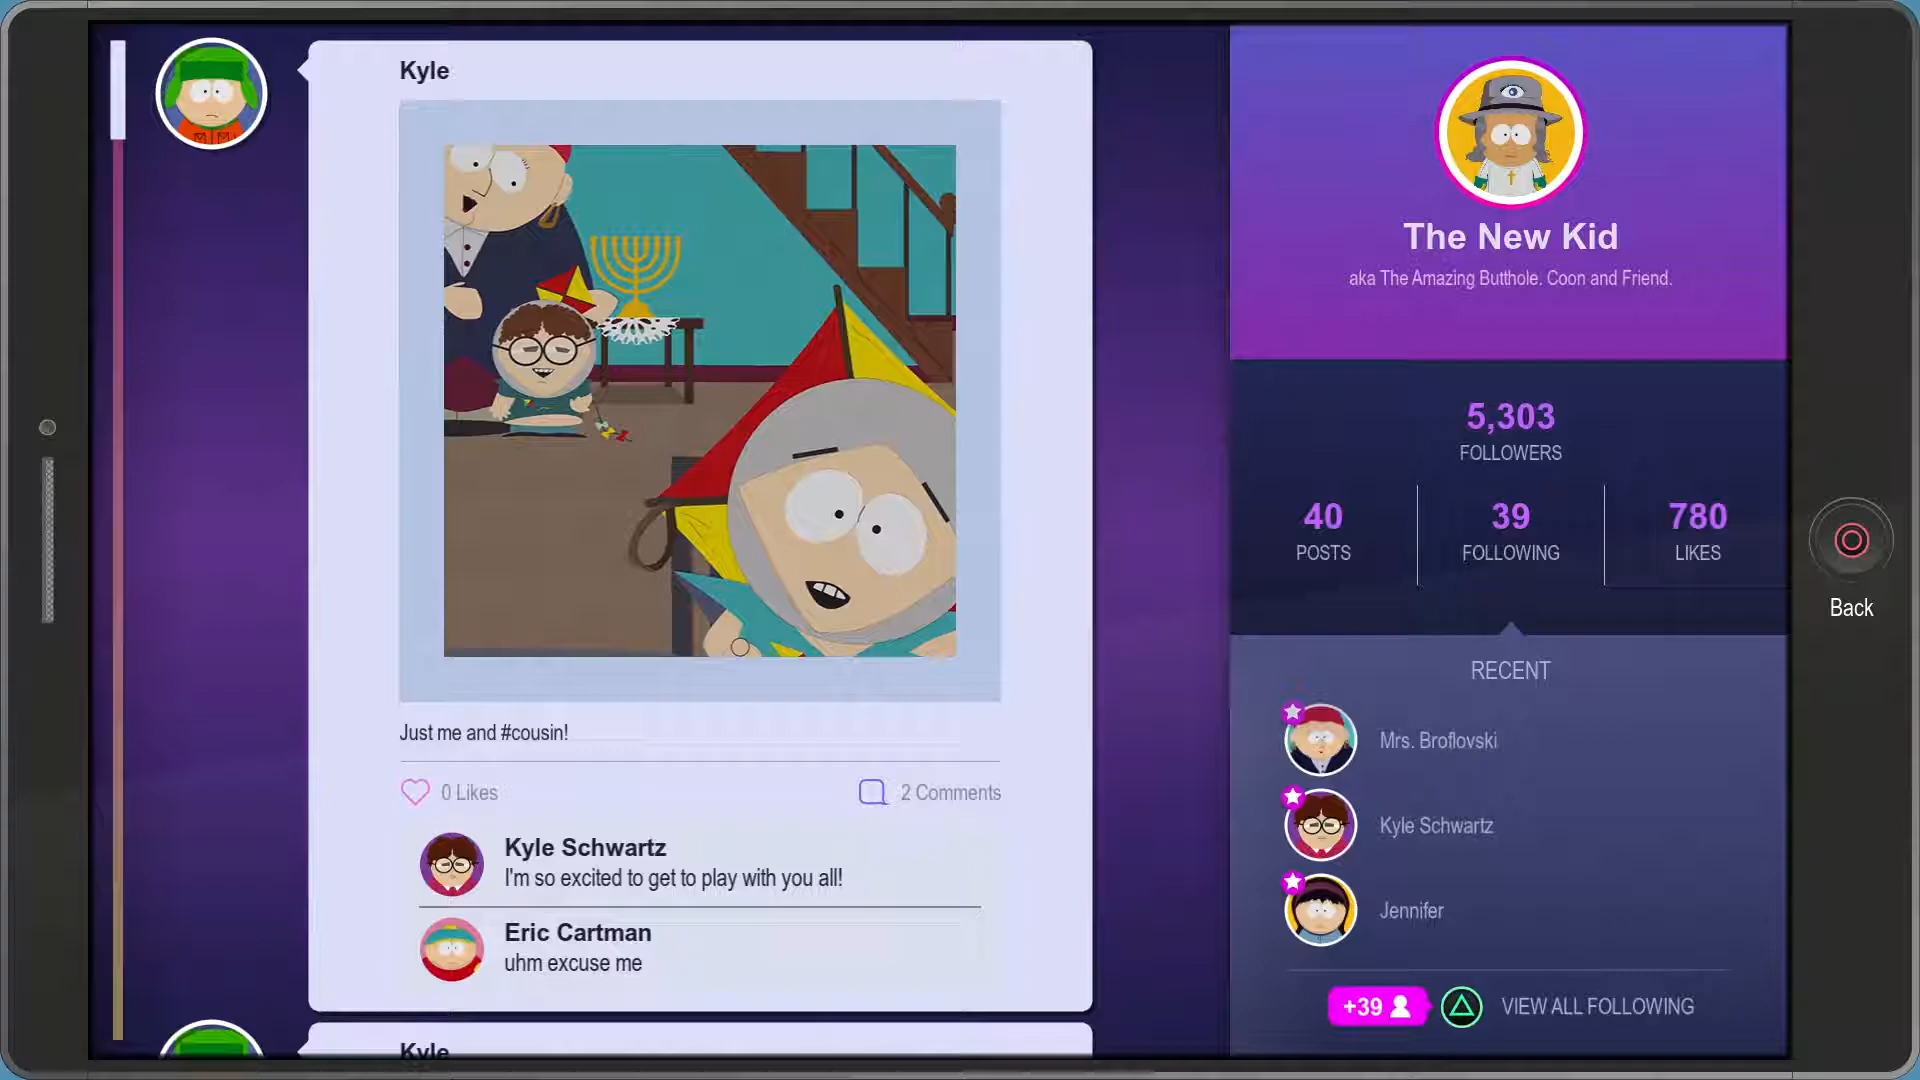 Kyle
Just me and #cousin!
0 Likes
2 Comments
Kyle Schwartz
I'm so excited to get to play with you all!
Eric Cartman
uhm excuse me
Kyle
The New Kid
aka The Amazing Butthole. Coon and Friend.
5,303
FOLLOWERS
40
POSTS
39
FOLLOWING
780
LIKES
RECENT
Mrs. Broflovski
Kyle Schwartz
Jennifer
+39
VIEW ALL FOLLOWING
Back